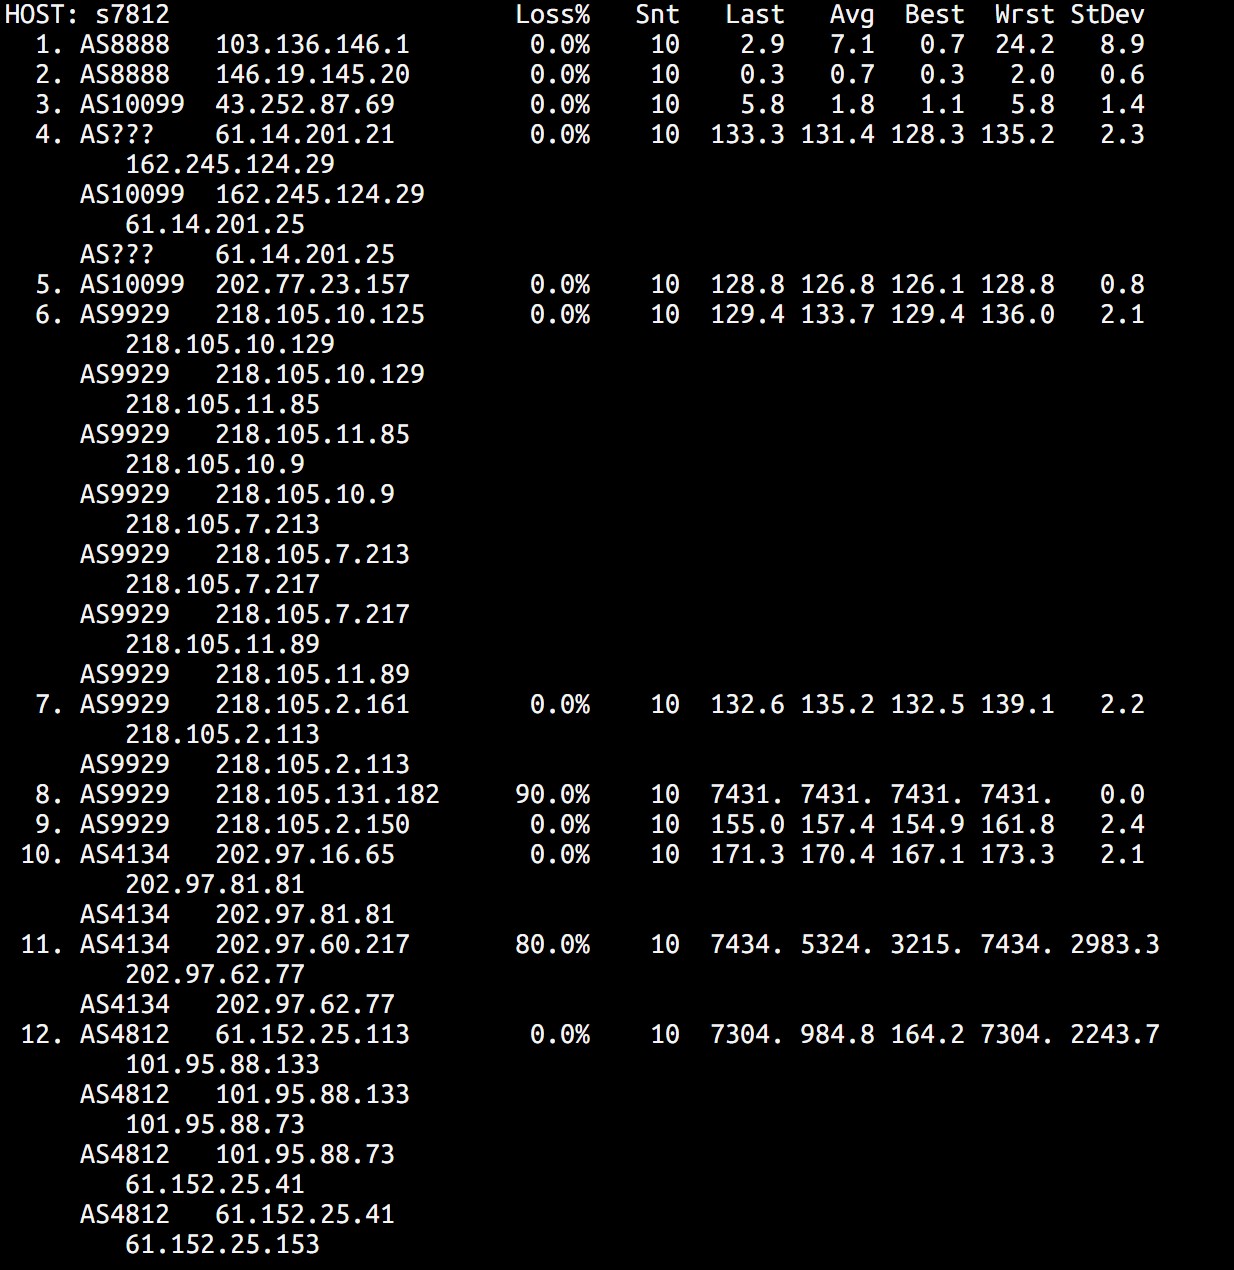 HOST: s7812                       Loss%   Snt   Last   Avg  Best  Wrst StDev
  1. AS8888   103.136.146.1        0.0%    10    2.9   7.1   0.7  24.2   8.9
  2. AS8888   146.19.145.20        0.0%    10    0.3   0.7   0.3   2.0   0.6
  3. AS10099  43.252.87.69         0.0%    10    5.8   1.8   1.1   5.8   1.4
  4. AS???    61.14.201.21         0.0%    10  133.3 131.4 128.3 135.2   2.3
        162.245.124.29
     AS10099  162.245.124.29
        61.14.201.25
     AS???    61.14.201.25
  5. AS10099  202.77.23.157        0.0%    10  128.8 126.8 126.1 128.8   0.8
  6. AS9929   218.105.10.125       0.0%    10  129.4 133.7 129.4 136.0   2.1
        218.105.10.129
     AS9929   218.105.10.129
        218.105.11.85
     AS9929   218.105.11.85
        218.105.10.9
     AS9929   218.105.10.9
        218.105.7.213
     AS9929   218.105.7.213
        218.105.7.217
     AS9929   218.105.7.217
        218.105.11.89
     AS9929   218.105.11.89
  7. AS9929   218.105.2.161        0.0%    10  132.6 135.2 132.5 139.1   2.2
        218.105.2.113
     AS9929   218.105.2.113
  8. AS9929   218.105.131.182     90.0%    10  7431. 7431. 7431. 7431.   0.0
  9. AS9929   218.105.2.150        0.0%    10  155.0 157.4 154.9 161.8   2.4
 10. AS4134   202.97.16.65         0.0%    10  171.3 170.4 167.1 173.3   2.1
        202.97.81.81
     AS4134   202.97.81.81
 11. AS4134   202.97.60.217       80.0%    10  7434. 5324. 3215. 7434. 2983.3
        202.97.62.77
     AS4134   202.97.62.77
 12. AS4812   61.152.25.113        0.0%    10  7304. 984.8 164.2 7304. 2243.7
        101.95.88.133
     AS4812   101.95.88.133
        101.95.88.73
     AS4812   101.95.88.73
        61.152.25.41
     AS4812   61.152.25.41
        61.152.25.153